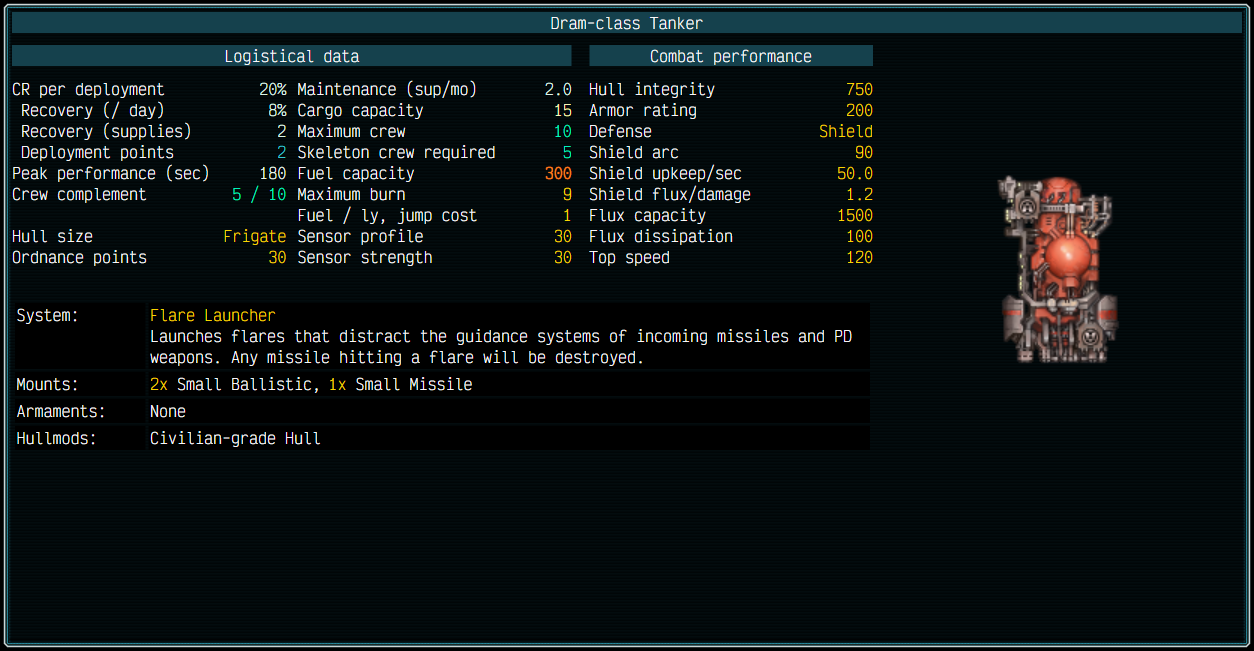 Dram-class Tanker
Logistical data
CR per deployment 20% Maintenance (sup/mo) 2.0
Recovery (/ day) 8% Cargo capacity 15
Recovery (supplies) 2 Maximum crew 10
Deployment points 2 Skeleton crew required 5
Peak performance (sec) 180 Fuel capacity 300
Crew complement 5 / 10 Maximum burn 9
Fuel / ly, jump cost 1
Hull size Frigate Sensor profile 30
Ordnance points 30 Sensor strength 30
Combat performance
Hull integrity 750
Armor rating 200
Defense Shield
Shield arc 90
Shield upkeep/sec 50.0
Shield flux/damage 1.2
Flux capacity 1500
Flux dissipation 100
Top speed 120
System: Flare Launcher
Launches flares that distract the guidance systems of incoming missiles and PD
weapons. Any missile hitting a flare will be destroyed.
Mounts: 2x Small Ballistic, 1x Small Missile
Armaments: None
Hullmods: Civilian-grade Hull